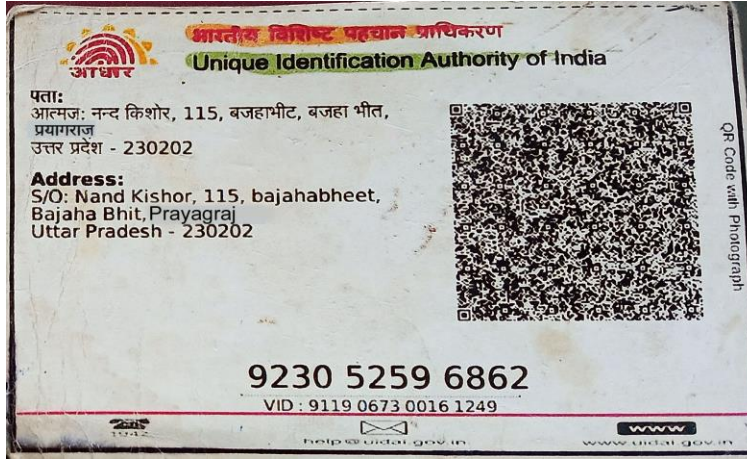 भारतीय विशिष्ट पहचान प्राधिकरण
आधार
Unique Identification Authority of India
पता:
आत्मज: नन्द किशोर, 115, बजहाभीट, बजहा भीत,
प्रयागराज
उत्तर प्रदेश - 230202
Address:
S/O: Nand Kishor, 115, bajahabheet,
Bajaha Bhit, Prayagraj
Uttar Pradesh - 230202
QR Code with Photograph
9230 5259 6862
VID : 9119 0673 0016 1249
1947
help@uidai.gov.in
www
www.uidai.gov.in